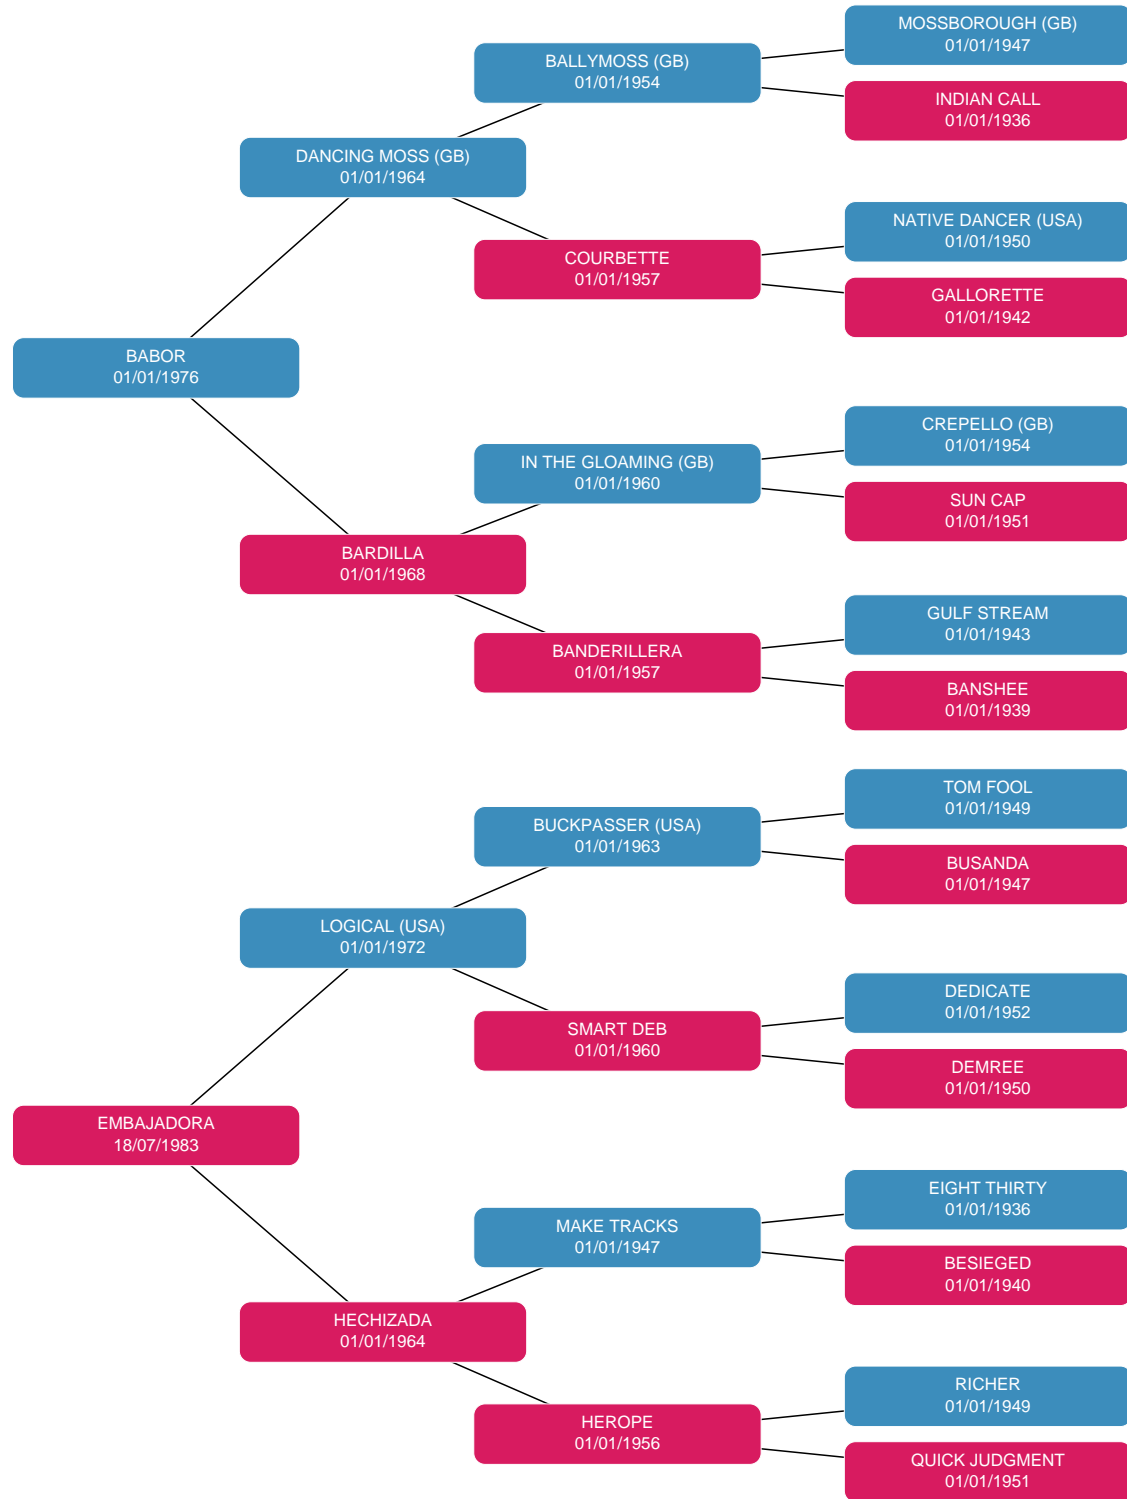 MOSSBOROUGH (GB)
01/01/1947
BALLYMOSS (GB)
01/01/1954
INDIAN CALL
01/01/1936
DANCING MOSS (GB)
01/01/1964
NATIVE DANCER (USA)
01/01/1950
COURBETTE
01/01/1957
GALLORETTE
01/01/1942
BABOR
01/01/1976
CREPELLO (GB)
01/01/1954
IN THE GLOAMING (GB)
01/01/1960
SUN CAP
01/01/1951
BARDILLA
01/01/1968
GULF STREAM
01/01/1943
BANDERILLERA
01/01/1957
BANSHEE
01/01/1939
TOM FOOL
01/01/1949
BUCKPASSER (USA)
01/01/1963
BUSANDA
01/01/1947
LOGICAL (USA)
01/01/1972
DEDICATE
01/01/1952
SMART DEB
01/01/1960
DEMREE
01/01/1950
EMBAJADORA
18/07/1983
EIGHT THIRTY
01/01/1936
MAKE TRACKS
01/01/1947
BESIEGED
01/01/1940
HECHIZADA
01/01/1964
RICHER
01/01/1949
HEROPE
01/01/1956
QUICK JUDGMENT
01/01/1951